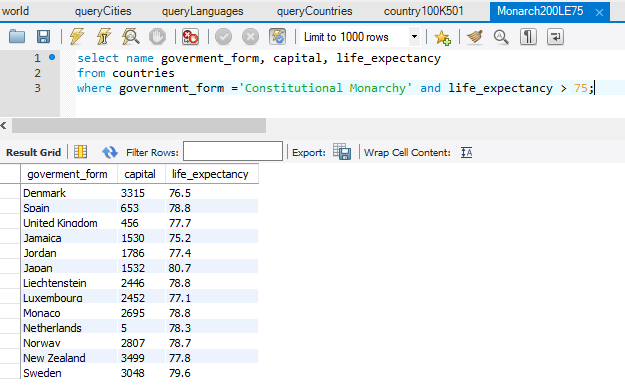 world queryCities queryLanguages queryCountries country100K501 Monarch200LE75
Limit to 1000 rows
1 select name goverment_form, capital, life_expectancy
2 from countries
3 where government_form ='Constitutional Monarchy' and life_expectancy > 75;
Result Grid Filter Rows: Export: Wrap Cell Content:
goverment_form capital life_expectancy
Denmark 3315 76.5
Spain 653 78.8
United Kingdom 456 77.7
Jamaica 1530 75.2
Jordan 1786 77.4
Japan 1532 80.7
Liechtenstein 2446 78.8
Luxembourg 2452 77.1
Monaco 2695 78.8
Netherlands 5 78.3
Norway 2807 78.7
New Zealand 3499 77.8
Sweden 3048 79.6